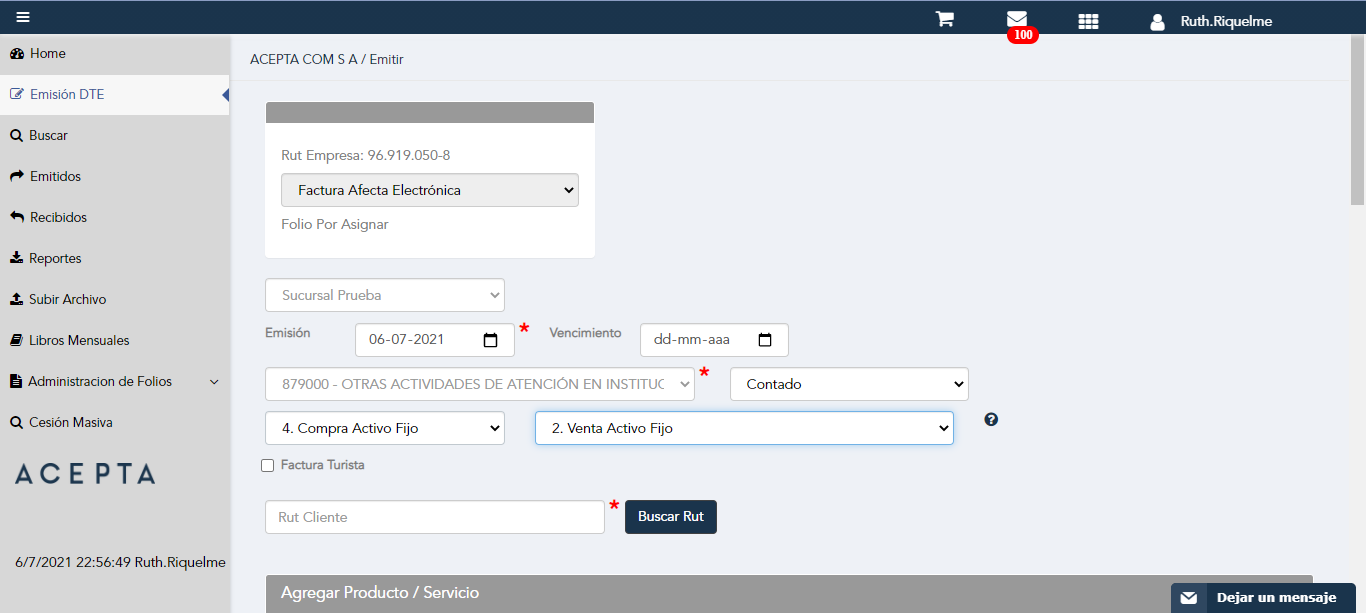 100
Ruth.Riquelme
Home
Emisión DTE
Buscar
Emitidos
Recibidos
Reportes
Subir Archivo
Libros Mensuales
Administracion de Folios
Cesión Masiva
ACEPTA
6/7/2021 22:56:49 Ruth.Riquelme
ACEPTA COM S A / Emitir
Rut Empresa: 96.919.050-8
Factura Afecta Electrónica
Folio Por Asignar
Sucursal Prueba
Emisión 06-07-2021 * Vencimiento dd-mm-aaa
879000 - OTRAS ACTIVIDADES DE ATENCIÓN EN INSTITUC * Contado
4. Compra Activo Fijo 2. Venta Activo Fijo ?
Factura Turista
Rut Cliente * Buscar Rut
Agregar Producto / Servicio
Dejar un mensaje